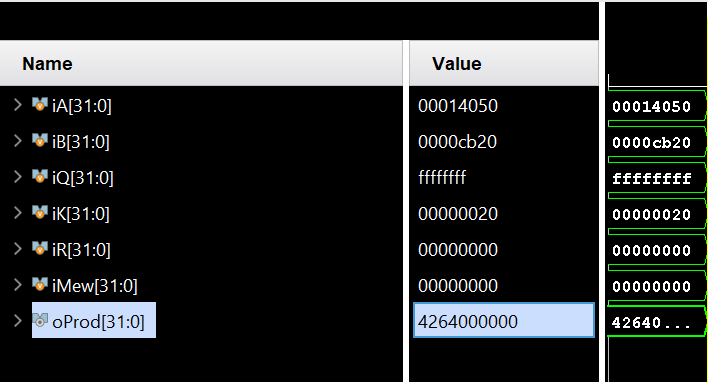 Name Value
iA[31:0] 00014050 00014050
iB[31:0] 0000cb20 0000cb20
iQ[31:0] ffffffff ffffffff
iK[31:0] 00000020 00000020
iR[31:0] 00000000 00000000
iMew[31:0] 00000000 00000000
oProd[31:0] 4264000000 42640...